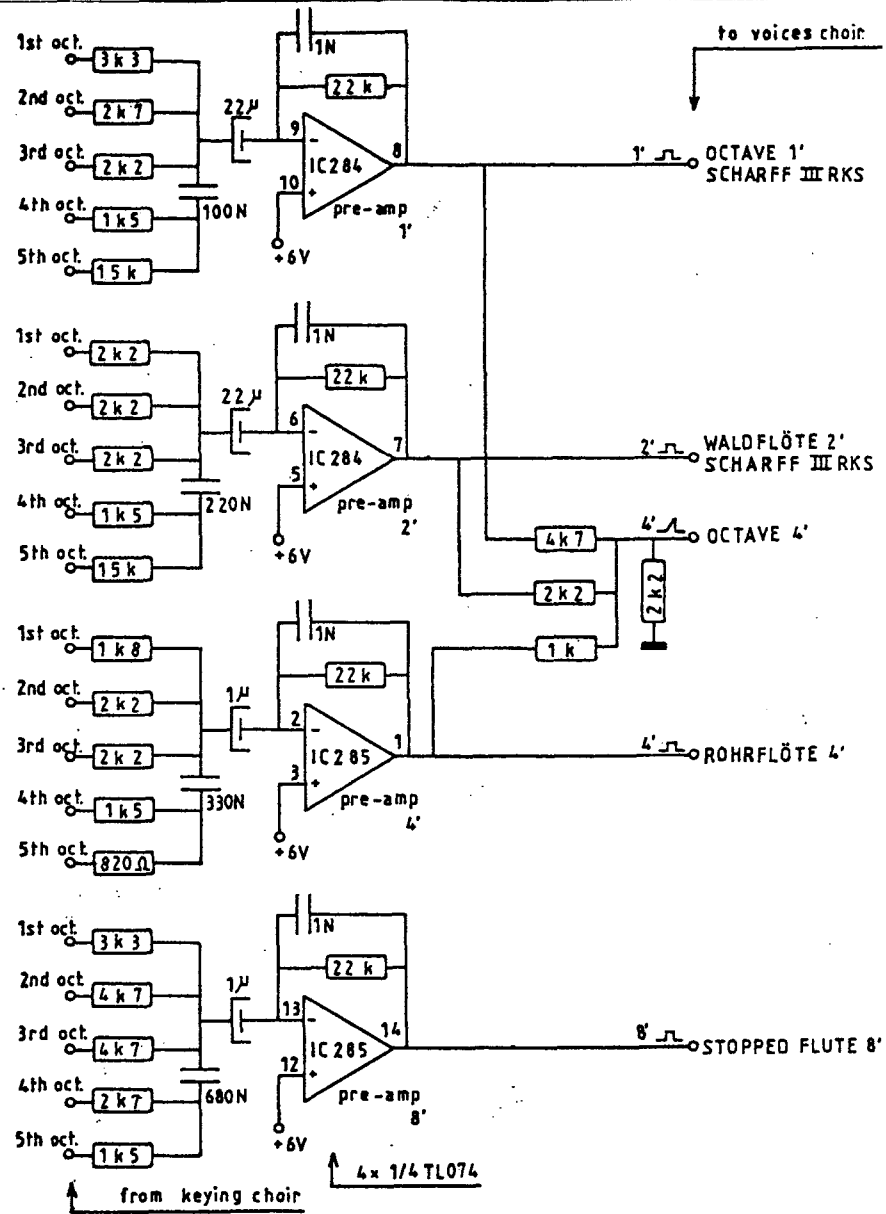 to voices choir
1st oct.
3k3
1N
22k
2nd oct.
2k7
22µ
3rd oct.
2k2
9
-
IC284
8
10
+
+6V
pre-amp
1'
1' OCTAVE 1'
SCHARFF III RKS
4th oct.
1k5
100N
5th oct.
15k
1st oct.
2k2
1N
22k
2nd oct.
2k2
22µ
3rd oct.
2k2
6
-
IC284
7
5
+
+6V
pre-amp
2'
2' WALDFLÖTE 2'
SCHARFF III RKS
4th oct.
1k5
220N
5th oct.
15k
4k7
4' OCTAVE 4'
2k2
2k2
1k
1st oct.
1k8
1N
22k
2nd oct.
2k2
1µ
3rd oct.
2k2
2
-
IC285
1
3
+
+6V
pre-amp
4'
4' ROHRFLÖTE 4'
4th oct.
1k5
330N
5th oct.
820Ω
1st oct.
3k3
1N
22k
2nd oct.
4k7
1µ
3rd oct.
4k7
13
-
IC285
14
12
+
+6V
pre-amp
8'
8' STOPPED FLUTE 8'
4th oct.
2k7
680N
5th oct.
1k5
from keying choir
4x 1/4 TL074